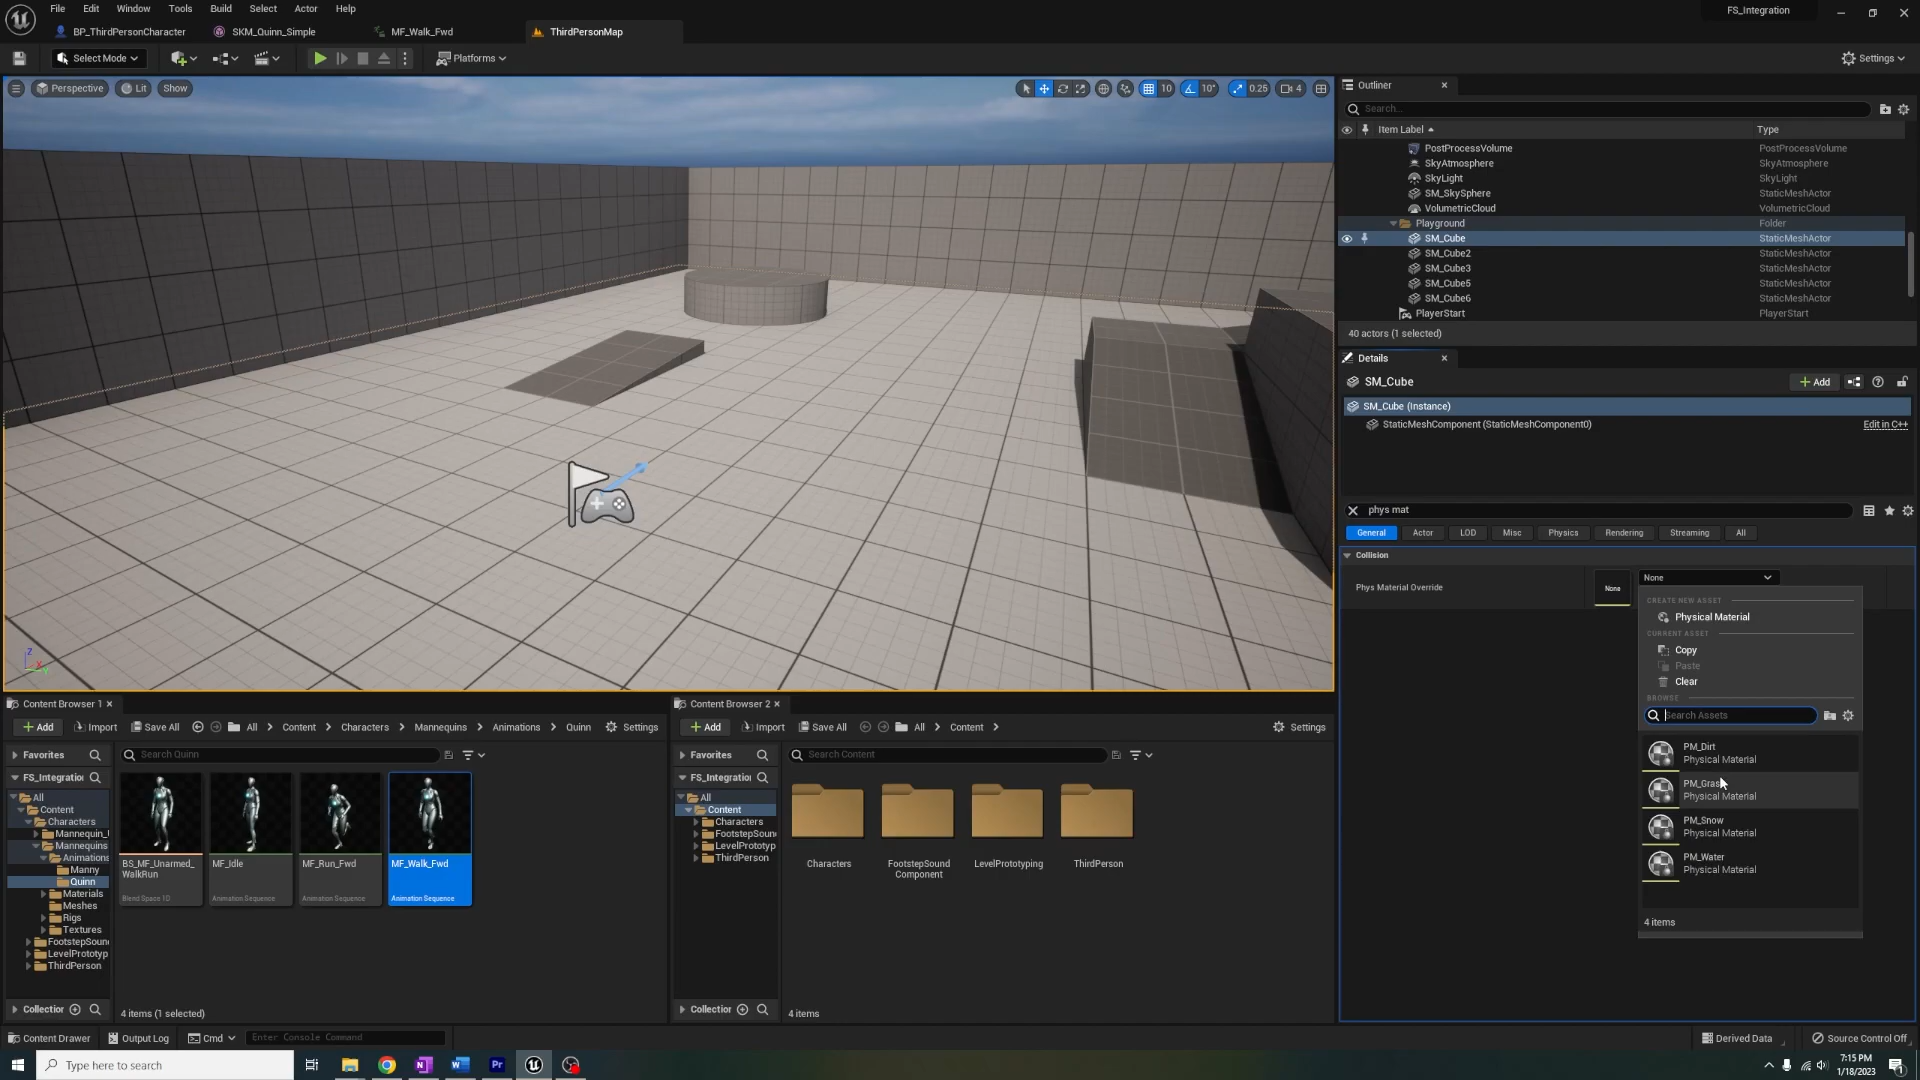 File Edit Window Tools Build Select Actor Help
FS_Integration
BP_ThirdPersonCharacter SKM_Quinn_Simple MF_Walk_Fwd ThirdPersonMap
Select Mode Platforms Settings
Perspective Lit Show 10 10° 0.25 4
Outliner
Search...
Item Label Type
PostProcessVolume PostProcessVolume
SkyAtmosphere SkyAtmosphere
SkyLight SkyLight
SM_SkySphere StaticMeshActor
VolumetricCloud VolumetricCloud
Playground Folder
SM_Cube StaticMeshActor
SM_Cube2 StaticMeshActor
SM_Cube3 StaticMeshActor
SM_Cube5 StaticMeshActor
SM_Cube6 StaticMeshActor
PlayerStart PlayerStart
40 actors (1 selected)
Details
SM_Cube Add
SM_Cube (Instance)
StaticMeshComponent (StaticMeshComponent0) Edit in C++
phys mat
General Actor LOD Misc Physics Rendering Streaming All
Collision
Phys Material Override None None
CREATE NEW ASSET
Physical Material
CURRENT ASSET
Copy
Paste
Clear
BROWSE
Search Assets
PM_Dirt
Physical Material
PM_Gras
Physical Material
PM_Snow
Physical Material
PM_Water
Physical Material
4 items
Z X Y
Content Browser 1
Add Import Save All All Content Characters Mannequins Animations Quinn Settings
Favorites Search Quinn
FS_Integration
All
Content
Characters
Mannequin_
Mannequins
Animations
Manny
Quinn
Materials
Meshes
Rigs
Textures
FootstepSoun
LevelPrototyp
ThirdPerson
Collection
BS_MF_Unarmed_
WalkRun
Blend Space 1D
MF_Idle
Animation Sequence
MF_Run_Fwd
Animation Sequence
MF_Walk_Fwd
Animation Sequence
4 items (1 selected)
Content Browser 2
Add Import Save All All Content Settings
Favorites Search Content
FS_Integration
All
Content
Characters
FootstepSoun
LevelPrototyp
ThirdPerson
Collection
Characters
FootstepSound
Component
LevelPrototyping
ThirdPerson
4 items
Content Drawer Output Log Cmd Enter Console Command Derived Data Source Control Off
Type here to search
7:15 PM
1/18/2023